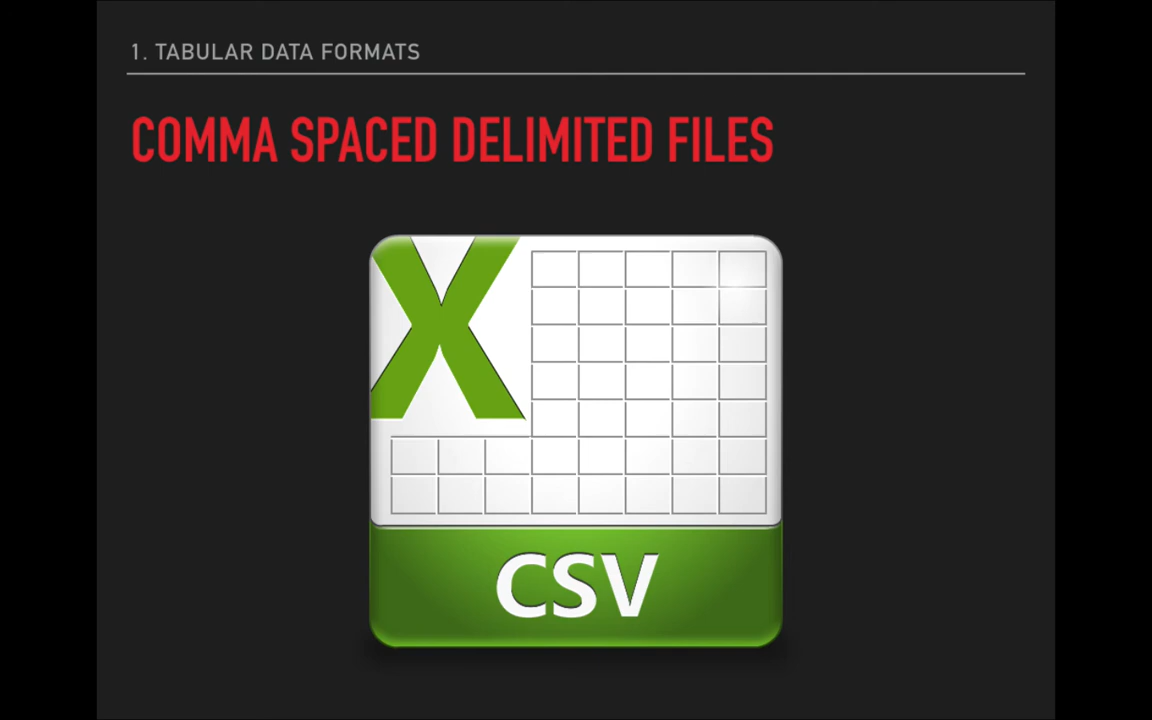 1. TABULAR DATA FORMATS
COMMA SPACED DELIMITED FILES
X
CSV